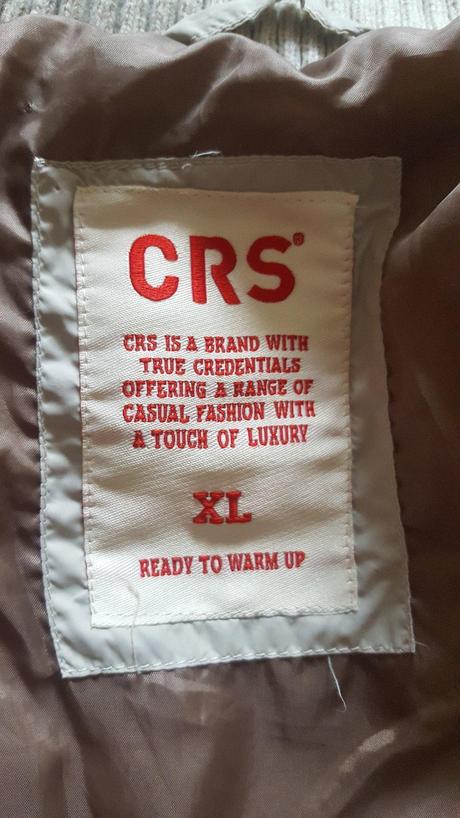 CRS®
CRS IS A BRAND WITH
TRUE CREDENTIALS
OFFERING A RANGE OF
CASUAL FASHION WITH
A TOUCH OF LUXURY
XL
READY TO WARM UP